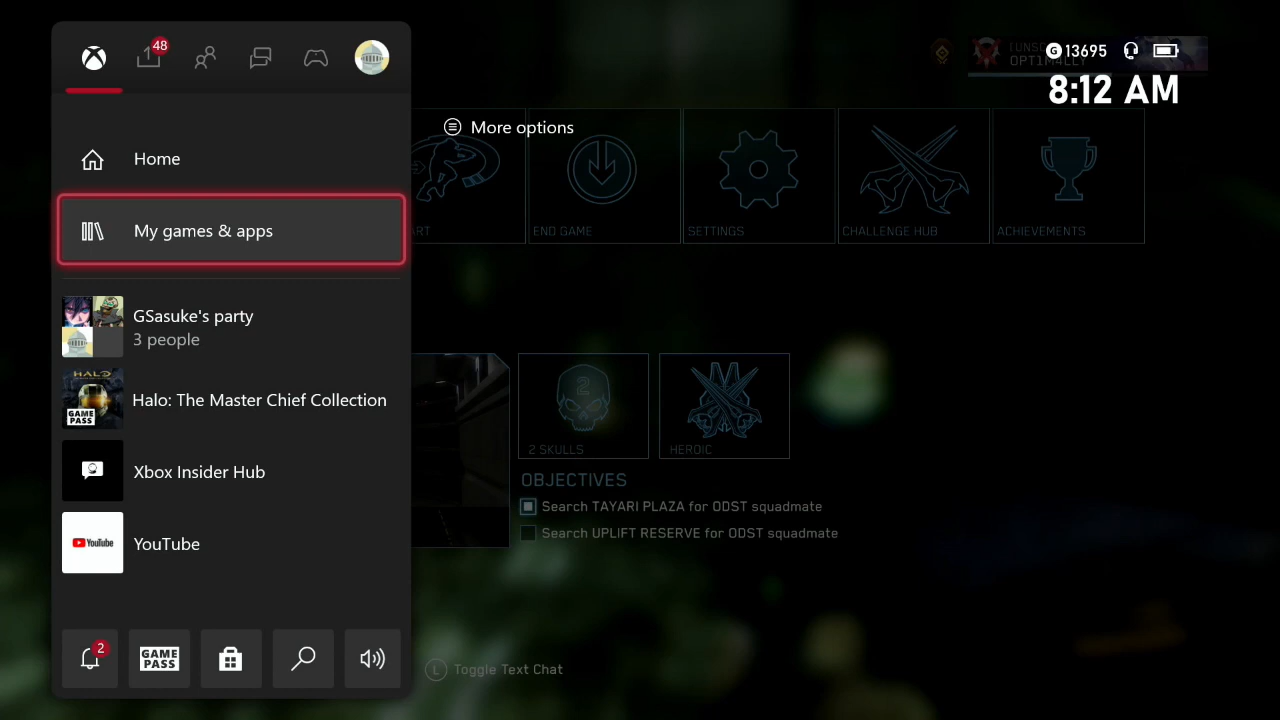 48
13695
8:12 AM
OPT1M4LLY
More options
Home
END GAME
SETTINGS
CHALLENGE HUB
ACHIEVEMENTS
My games & apps
GSasuke's party
3 people
HALO
GAME
PASS
Halo: The Master Chief Collection
2
2 SKULLS
HEROIC
Xbox Insider Hub
OBJECTIVES
Search TAYARI PLAZA for ODST squadmate
Search UPLIFT RESERVE for ODST squadmate
YouTube
YouTube
2
GAME
PASS
L Toggle Text Chat